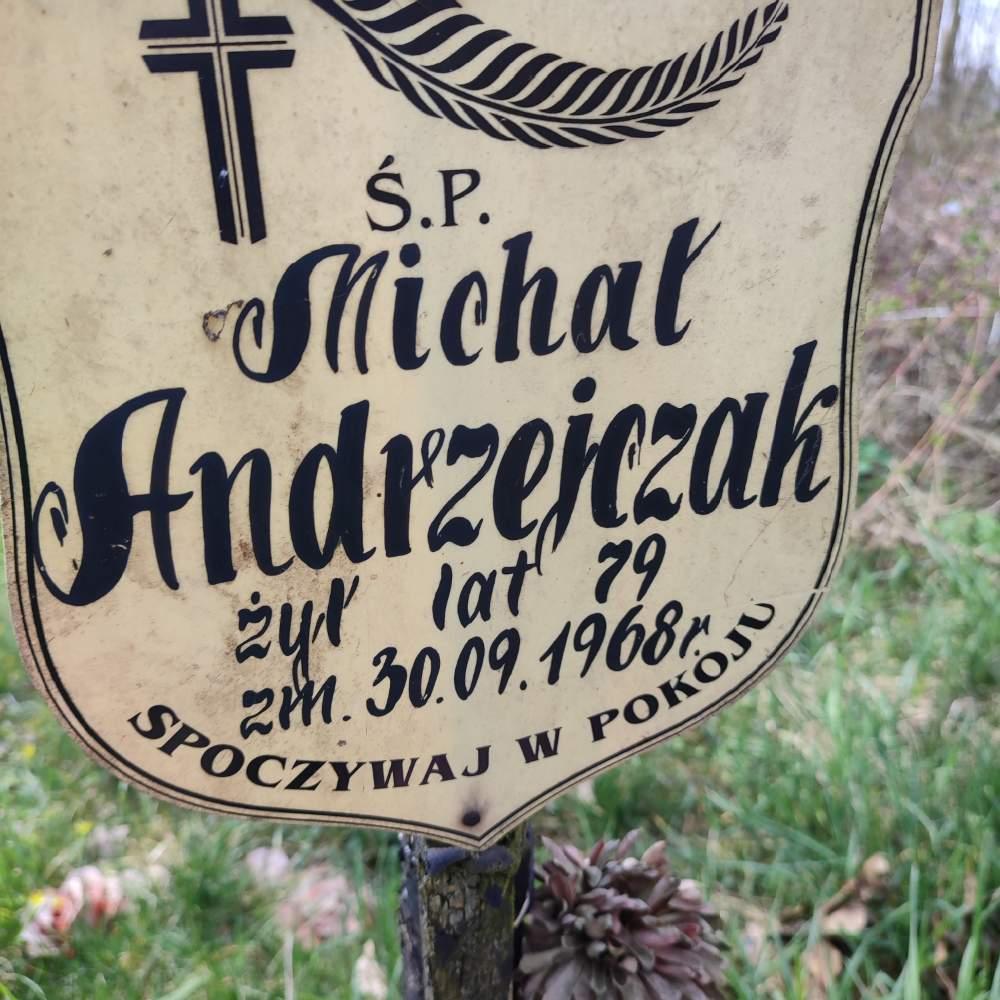 Ś.P.
Michał
Andrzejczak
żył lat 79
zm. 30.09.1968r.
SPOCZYWAJ W POKOJU